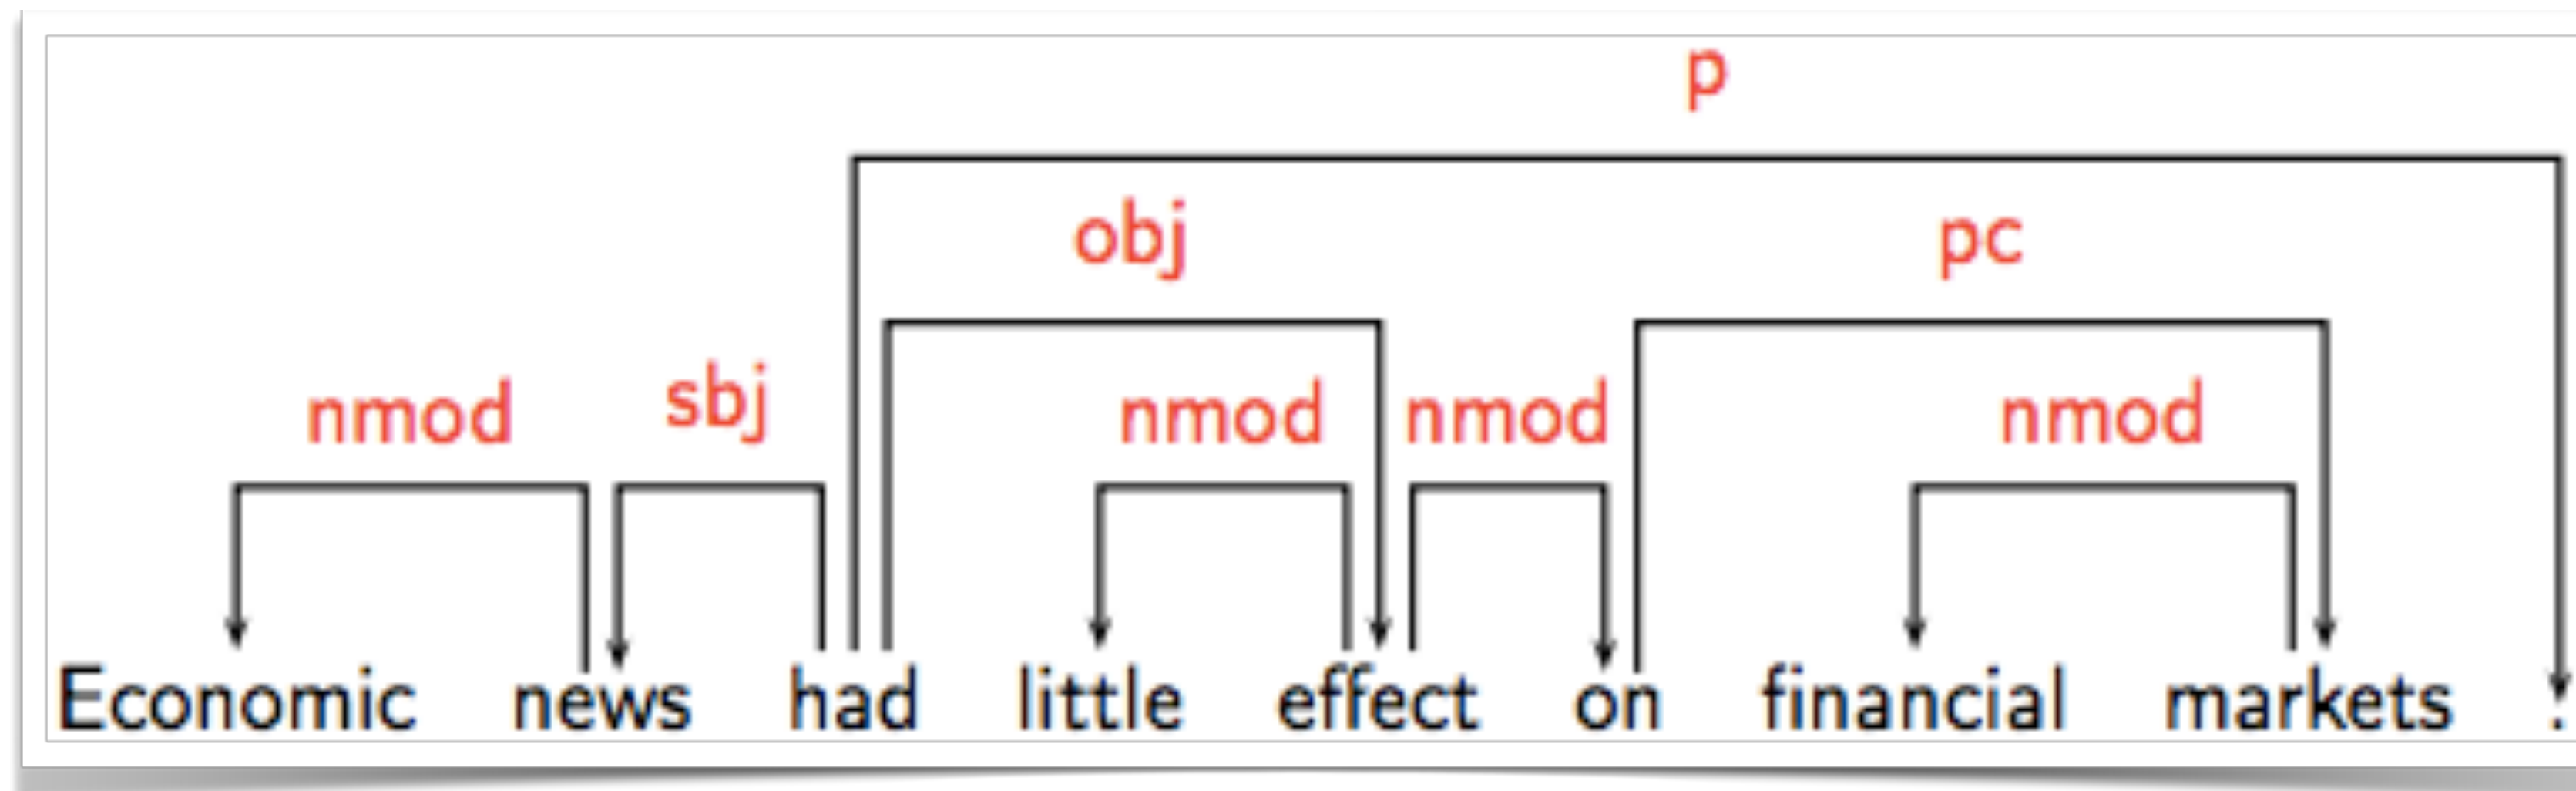 p
obj pc
nmod sbj nmod nmod nmod
Economic news had little effect on financial markets .